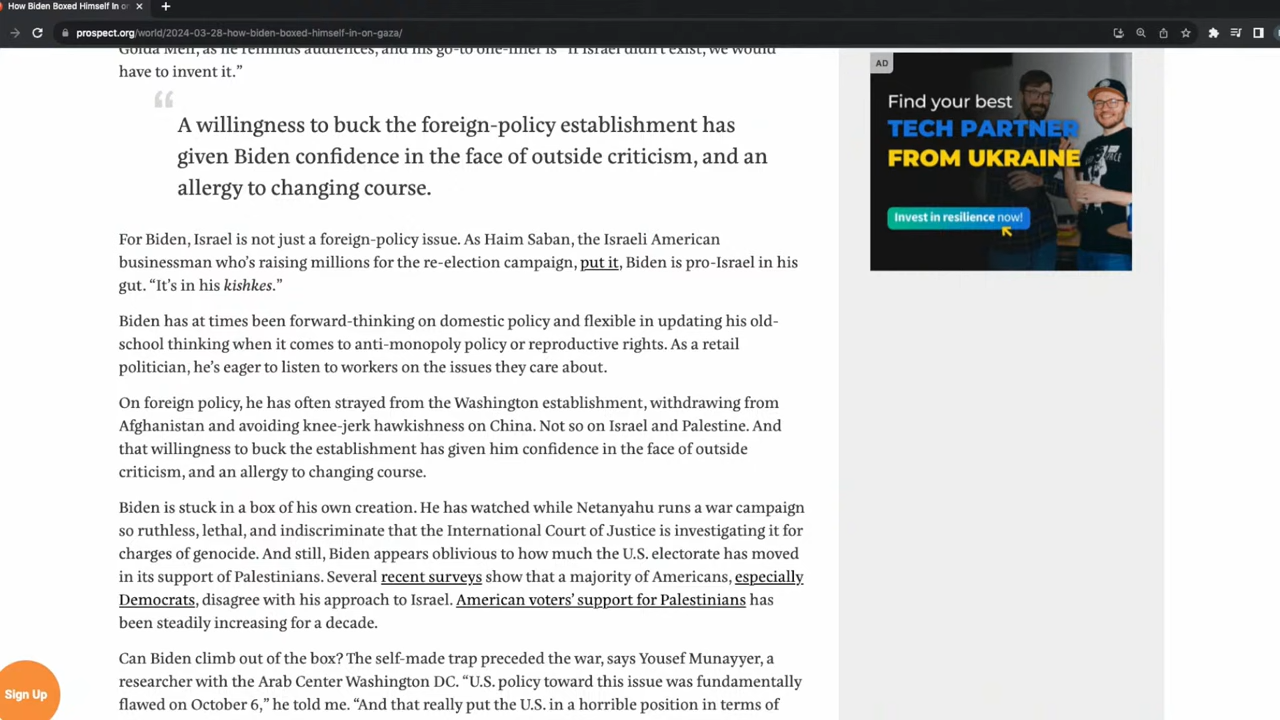 How Biden Boxed Himself In or
prospect.org/world/2024-03-28-how-biden-boxed-himself-in-on-gaza/
Golda Meir, as he reminds audiences, and his go-to one-liner is “If Israel didn’t exist, we would
have to invent it.”
“
A willingness to buck the foreign-policy establishment has
given Biden confidence in the face of outside criticism, and an
allergy to changing course.
For Biden, Israel is not just a foreign-policy issue. As Haim Saban, the Israeli American
businessman who’s raising millions for the re-election campaign, put it, Biden is pro-Israel in his
gut. “It’s in his kishkes.”
Biden has at times been forward-thinking on domestic policy and flexible in updating his old-
school thinking when it comes to anti-monopoly policy or reproductive rights. As a retail
politician, he’s eager to listen to workers on the issues they care about.
On foreign policy, he has often strayed from the Washington establishment, withdrawing from
Afghanistan and avoiding knee-jerk hawkishness on China. Not so on Israel and Palestine. And
that willingness to buck the establishment has given him confidence in the face of outside
criticism, and an allergy to changing course.
Biden is stuck in a box of his own creation. He has watched while Netanyahu runs a war campaign
so ruthless, lethal, and indiscriminate that the International Court of Justice is investigating it for
charges of genocide. And still, Biden appears oblivious to how much the U.S. electorate has moved
in its support of Palestinians. Several recent surveys show that a majority of Americans, especially
Democrats, disagree with his approach to Israel. American voters’ support for Palestinians has
been steadily increasing for a decade.
Can Biden climb out of the box? The self-made trap preceded the war, says Yousef Munayyer, a
researcher with the Arab Center Washington DC. “U.S. policy toward this issue was fundamentally
flawed on October 6,” he told me. “And that really put the U.S. in a horrible position in terms of
Sign Up
AD
Find your best
TECH PARTNER
FROM UKRAINE
Invest in resilience now!